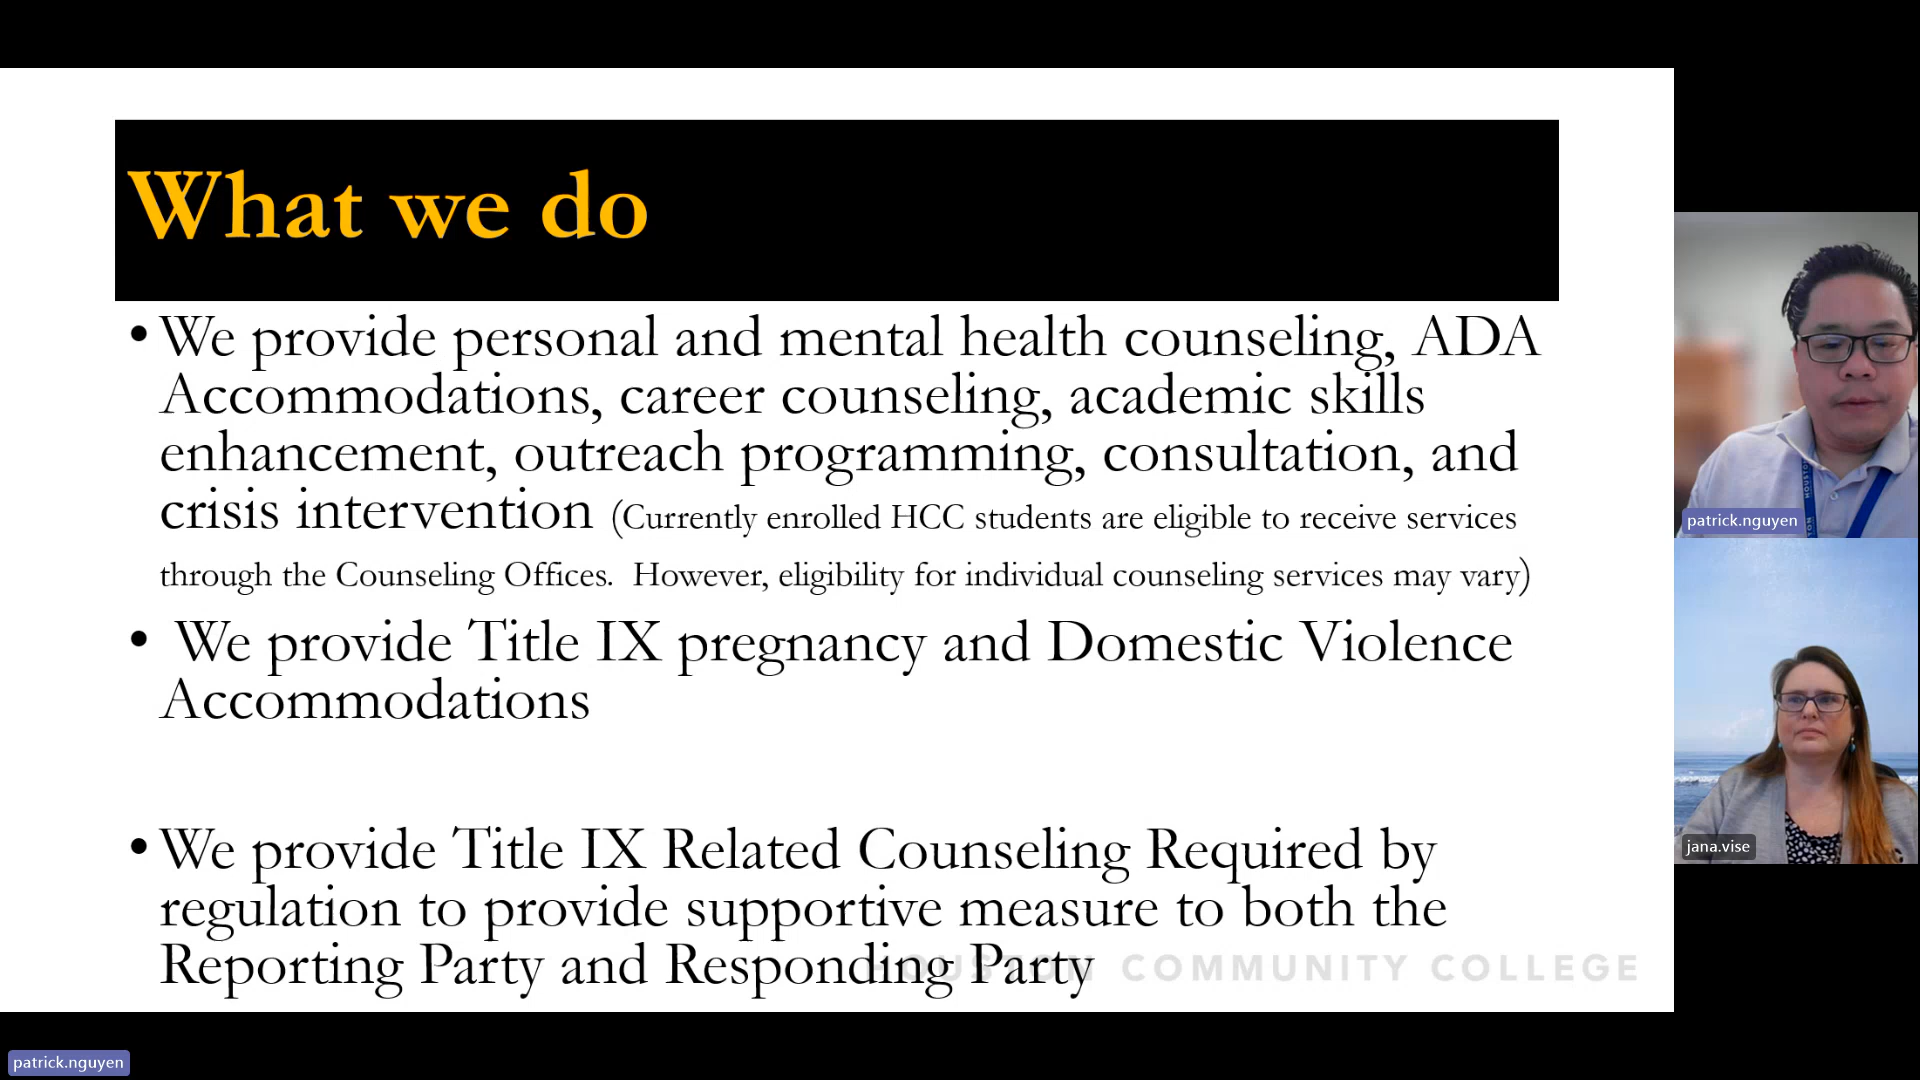 What we do
• We provide personal and mental health counseling, ADA
Accommodations, career counseling, academic skills
enhancement, outreach programming, consultation, and
crisis intervention (Currently enrolled HCC students are eligible to receive services
through the Counseling Offices.  However, eligibility for individual counseling services may vary)
• We provide Title IX pregnancy and Domestic Violence
Accommodations
• We provide Title IX Related Counseling Required by
regulation to provide supportive measure to both the
Reporting Party and Responding Party
HOUSTON COMMUNITY COLLEGE
patrick.nguyen
jana.vise
patrick.nguyen